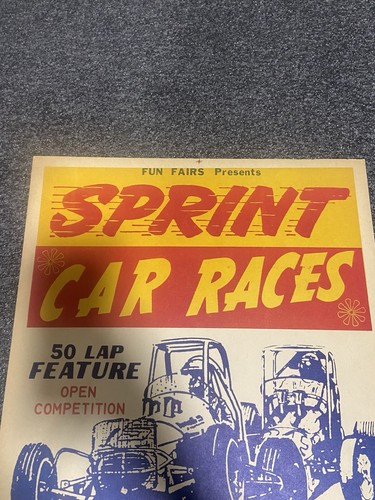 FUN FAIRS Presents
SPRINT
CAR RACES
50 LAP
FEATURE
OPEN
COMPETITION